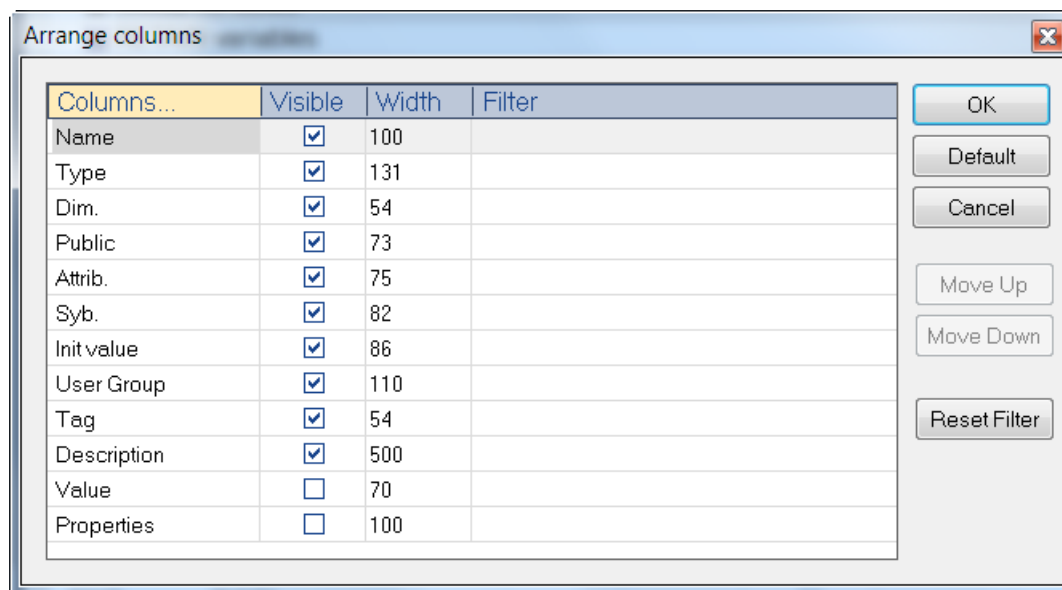 Arrange columns
Columns... Visible Width Filter
Name 100
Type 131
Dim. 54
Public 73
Attrib. 75
Syb. 82
Init value 86
User Group 110
Tag 54
Description 500
Value 70
Properties 100
OK
Default
Cancel
Move Up
Move Down
Reset Filter